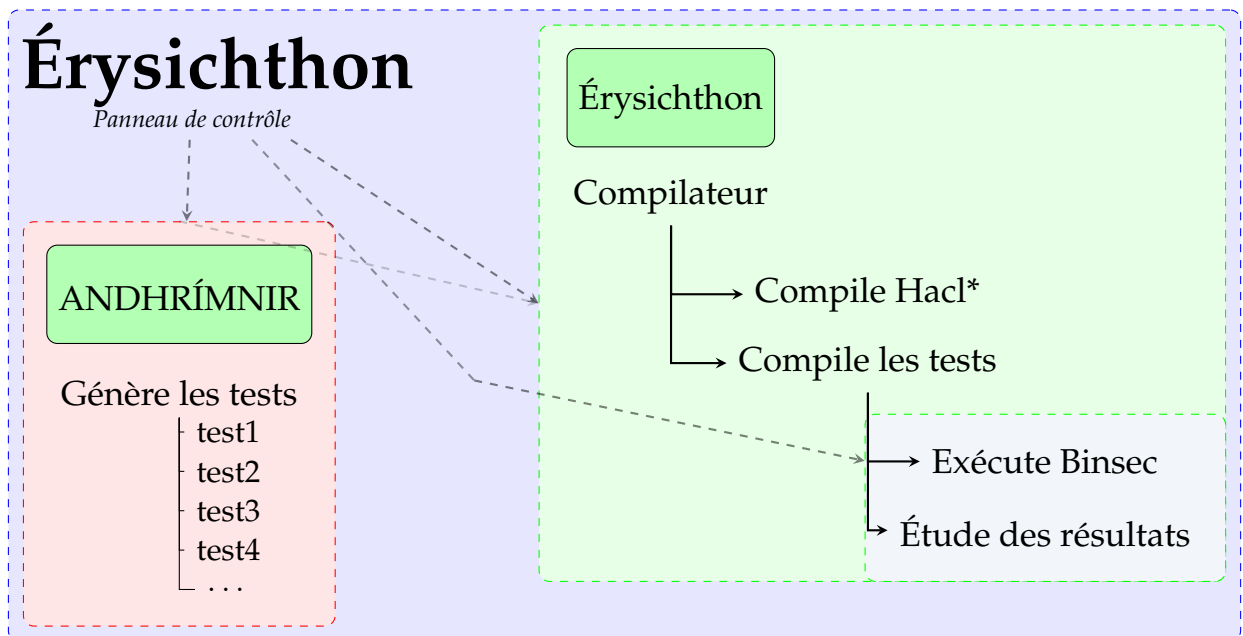 Érysichthon
Panneau de contrôle
ANDHRÍMNIR
Génère les tests
test1
test2
test3
test4
. . .
Érysichthon
Compilateur
Compile Hacl*
Compile les tests
Exécute Binsec
Étude des résultats